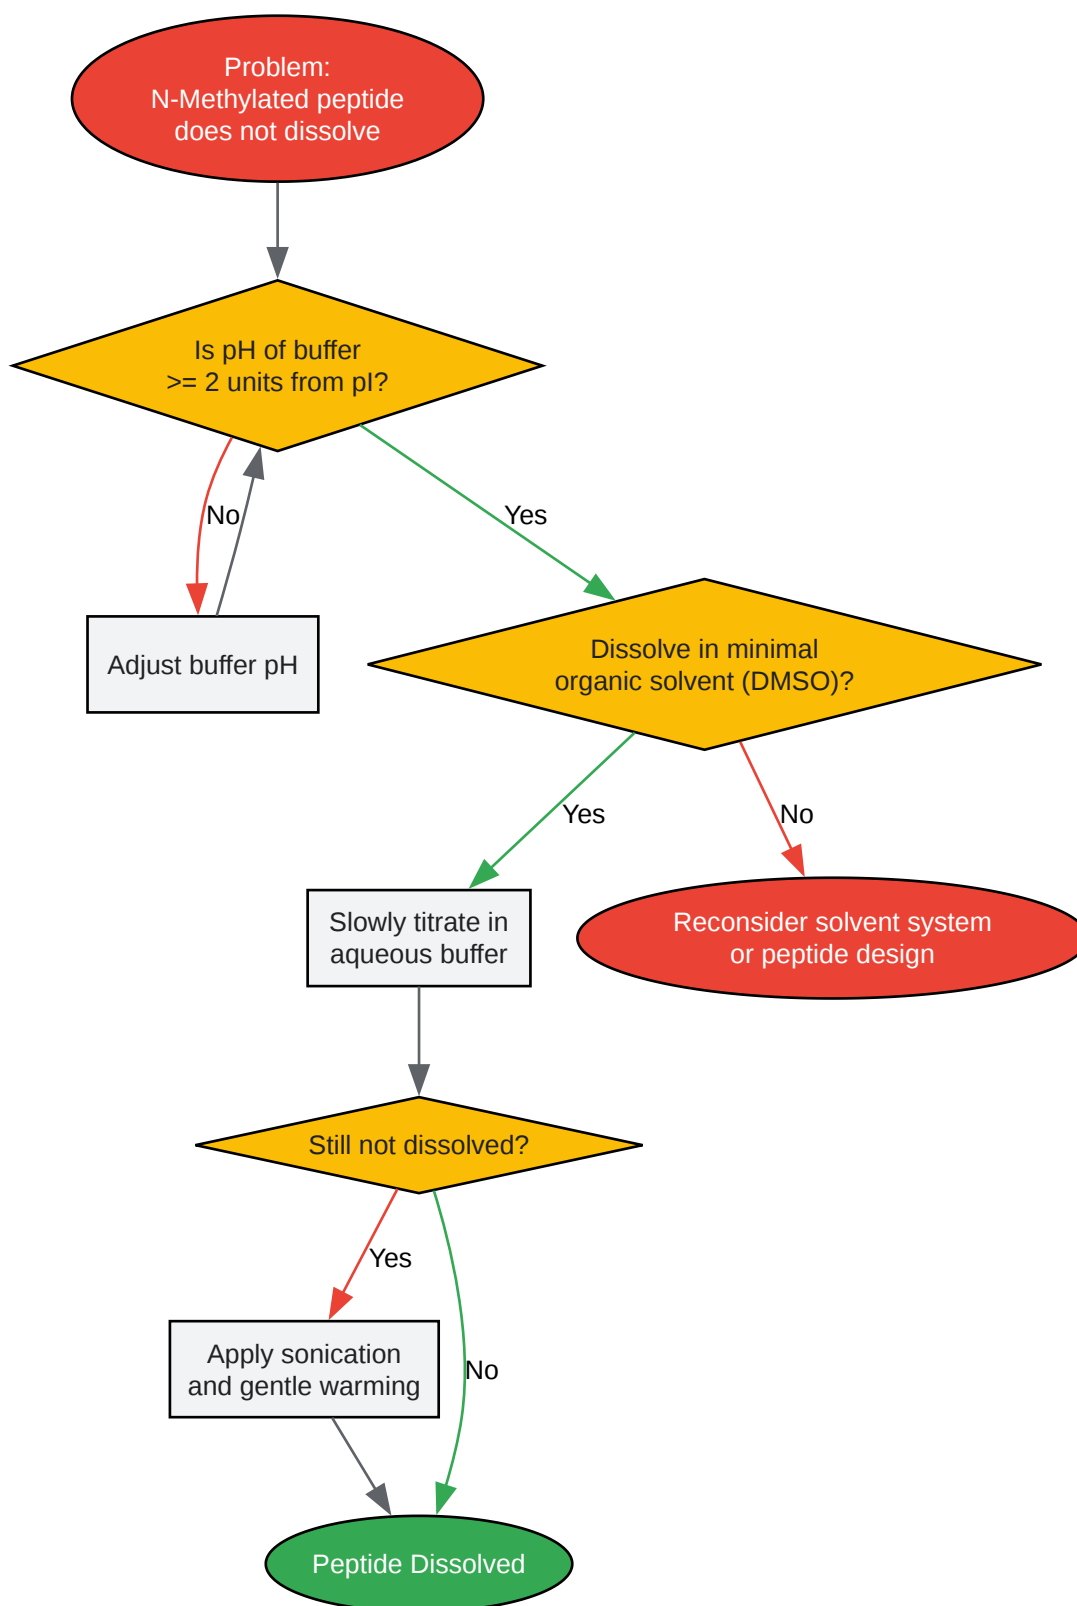 Problem:
N-Methylated peptide
does not dissolve
Is pH of buffer
>= 2 units from pI?
No
Yes
Adjust buffer pH
Dissolve in minimal
organic solvent (DMSO)?
Yes
No
Slowly titrate in
aqueous buffer
Reconsider solvent system
or peptide design
Still not dissolved?
Yes
Apply sonication
and gentle warming
No
Peptide Dissolved